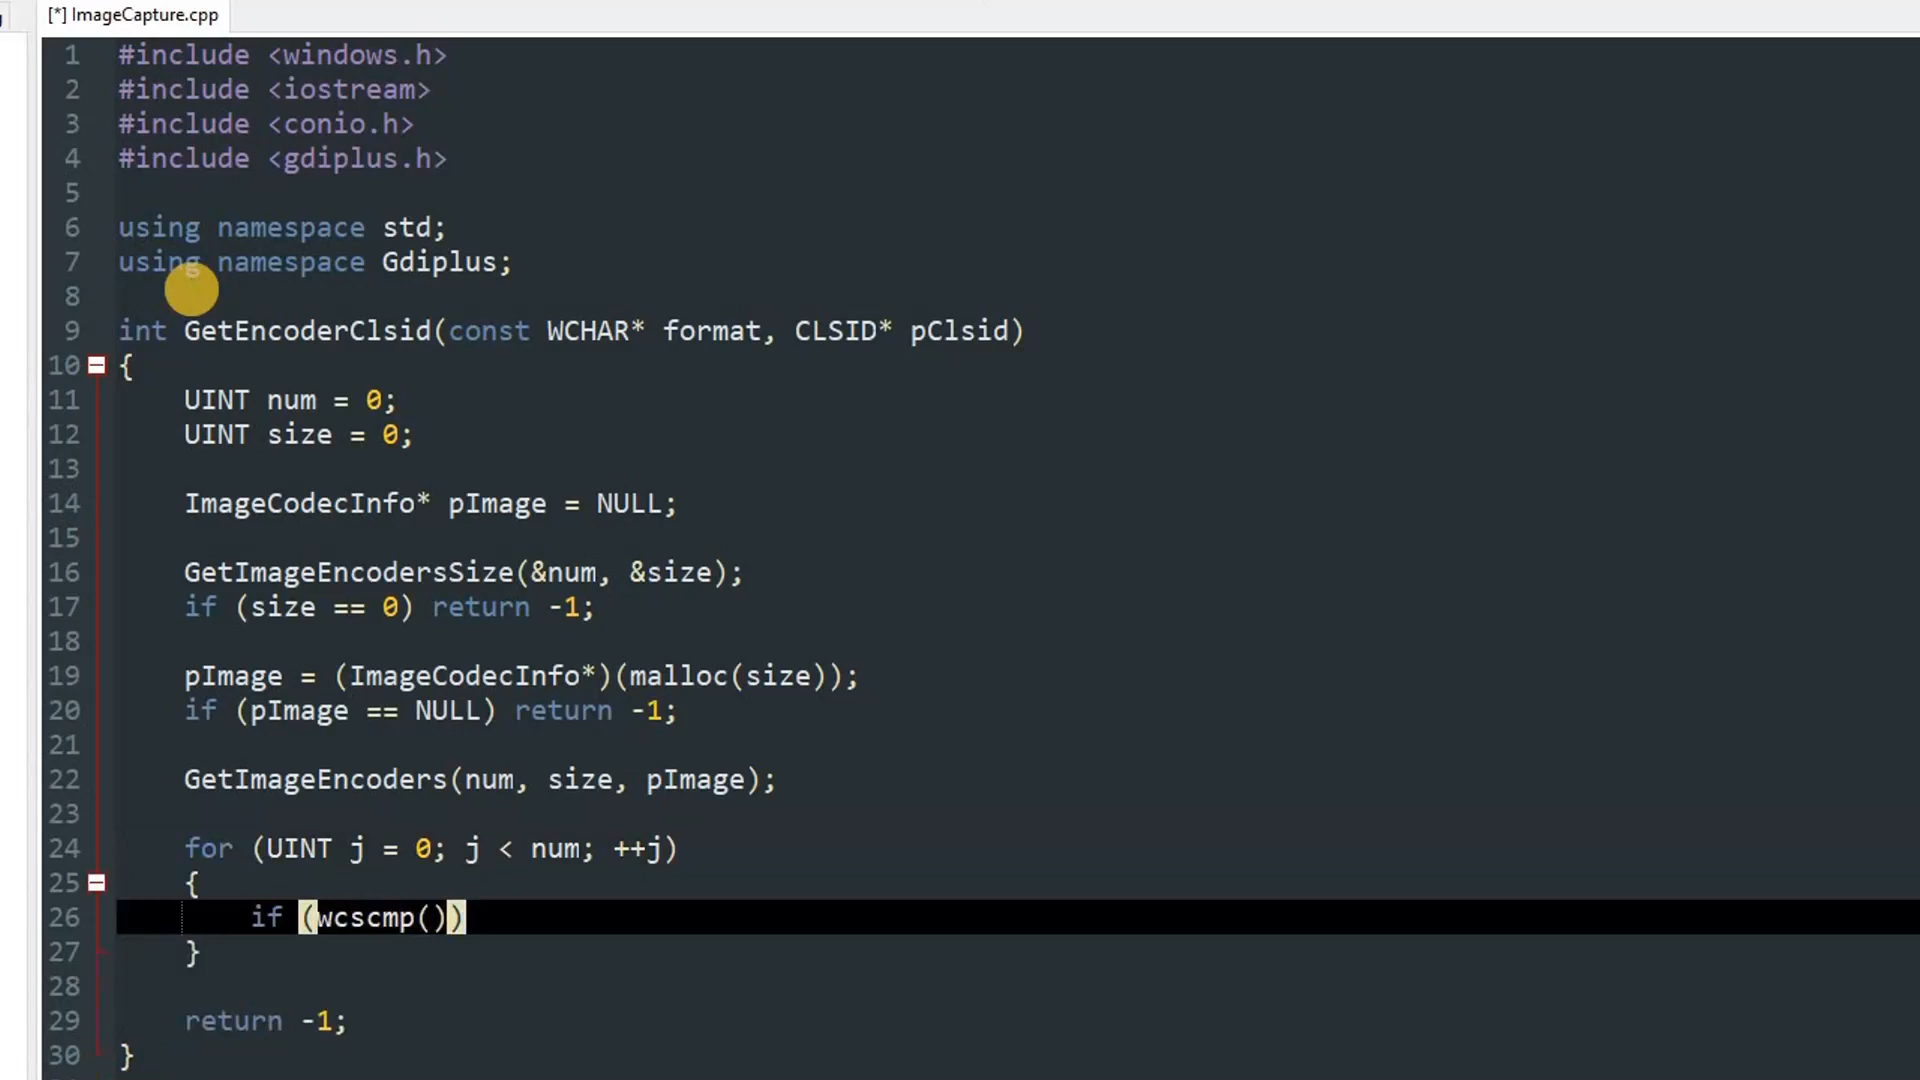 [*] ImageCapture.cpp
1 #include <windows.h>
2 #include <iostream>
3 #include <conio.h>
4 #include <gdiplus.h>
5
6 using namespace std;
7 using namespace Gdiplus;
8
9 int GetEncoderClsid(const WCHAR* format, CLSID* pClsid)
10 {
11 UINT num = 0;
12 UINT size = 0;
13
14 ImageCodecInfo* pImage = NULL;
15
16 GetImageEncodersSize(&num, &size);
17 if (size == 0) return -1;
18
19 pImage = (ImageCodecInfo*)(malloc(size));
20 if (pImage == NULL) return -1;
21
22 GetImageEncoders(num, size, pImage);
23
24 for (UINT j = 0; j < num; ++j)
25 {
26 if (wcscmp())
27 }
28
29 return -1;
30 }